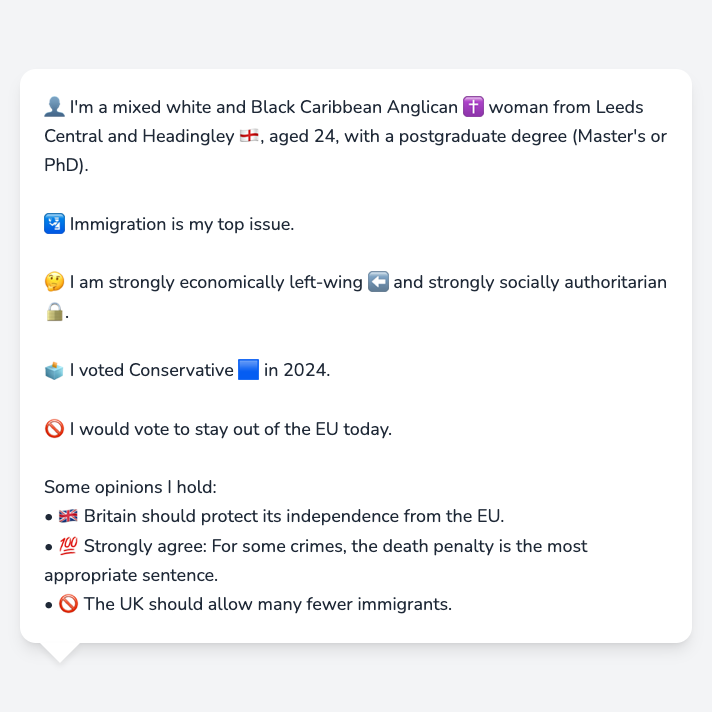 👤 I'm a mixed white and Black Caribbean Anglican ✝️ woman from Leeds
Central and Headingley 🏴󠁧󠁢󠁥󠁮󠁧󠁿, aged 24, with a postgraduate degree (Master's or
PhD).
🛂 Immigration is my top issue.
🤔 I am strongly economically left-wing ⬅️ and strongly socially authoritarian
🔒.
🗳️ I voted Conservative 🟦 in 2024.
🚫 I would vote to stay out of the EU today.
Some opinions I hold:
• 🇬🇧 Britain should protect its independence from the EU.
• 💯 Strongly agree: For some crimes, the death penalty is the most
appropriate sentence.
• 🚫 The UK should allow many fewer immigrants.